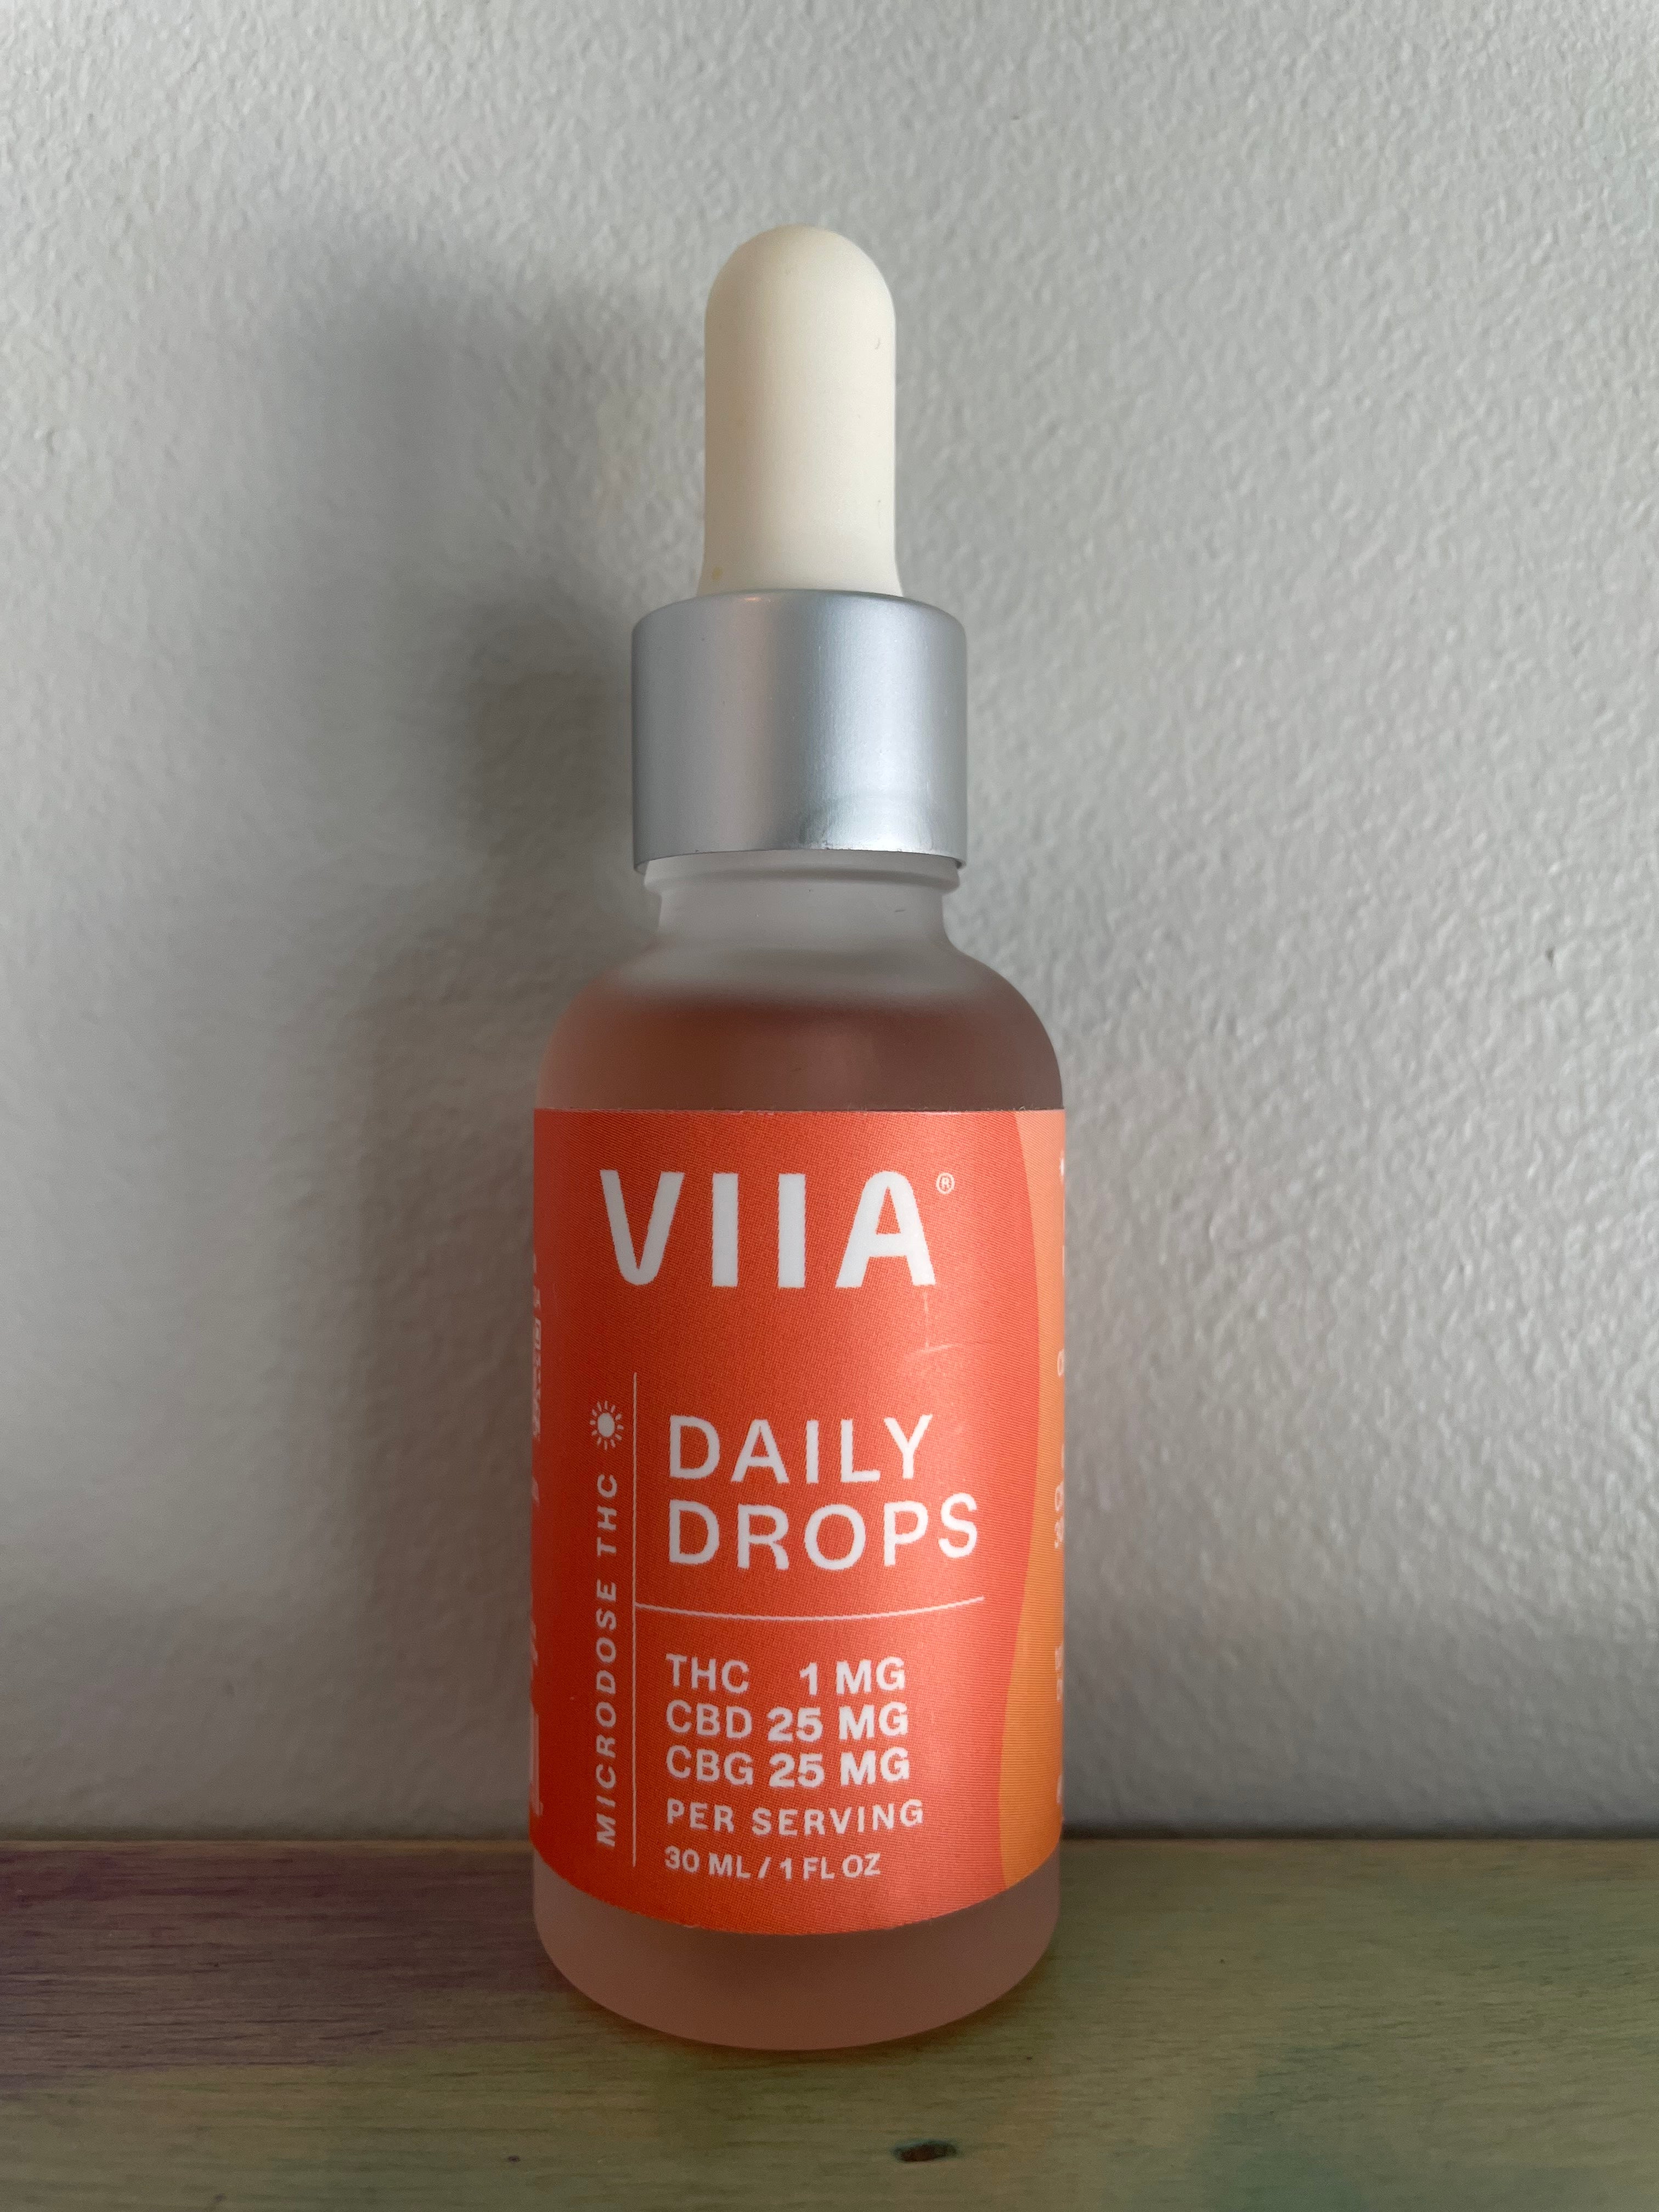 VIIA®
MICRODOSE THC
DAILY
DROPS
THC 1 MG
CBD 25 MG
CBG 25 MG
PER SERVING
30 ML / 1 FL OZ